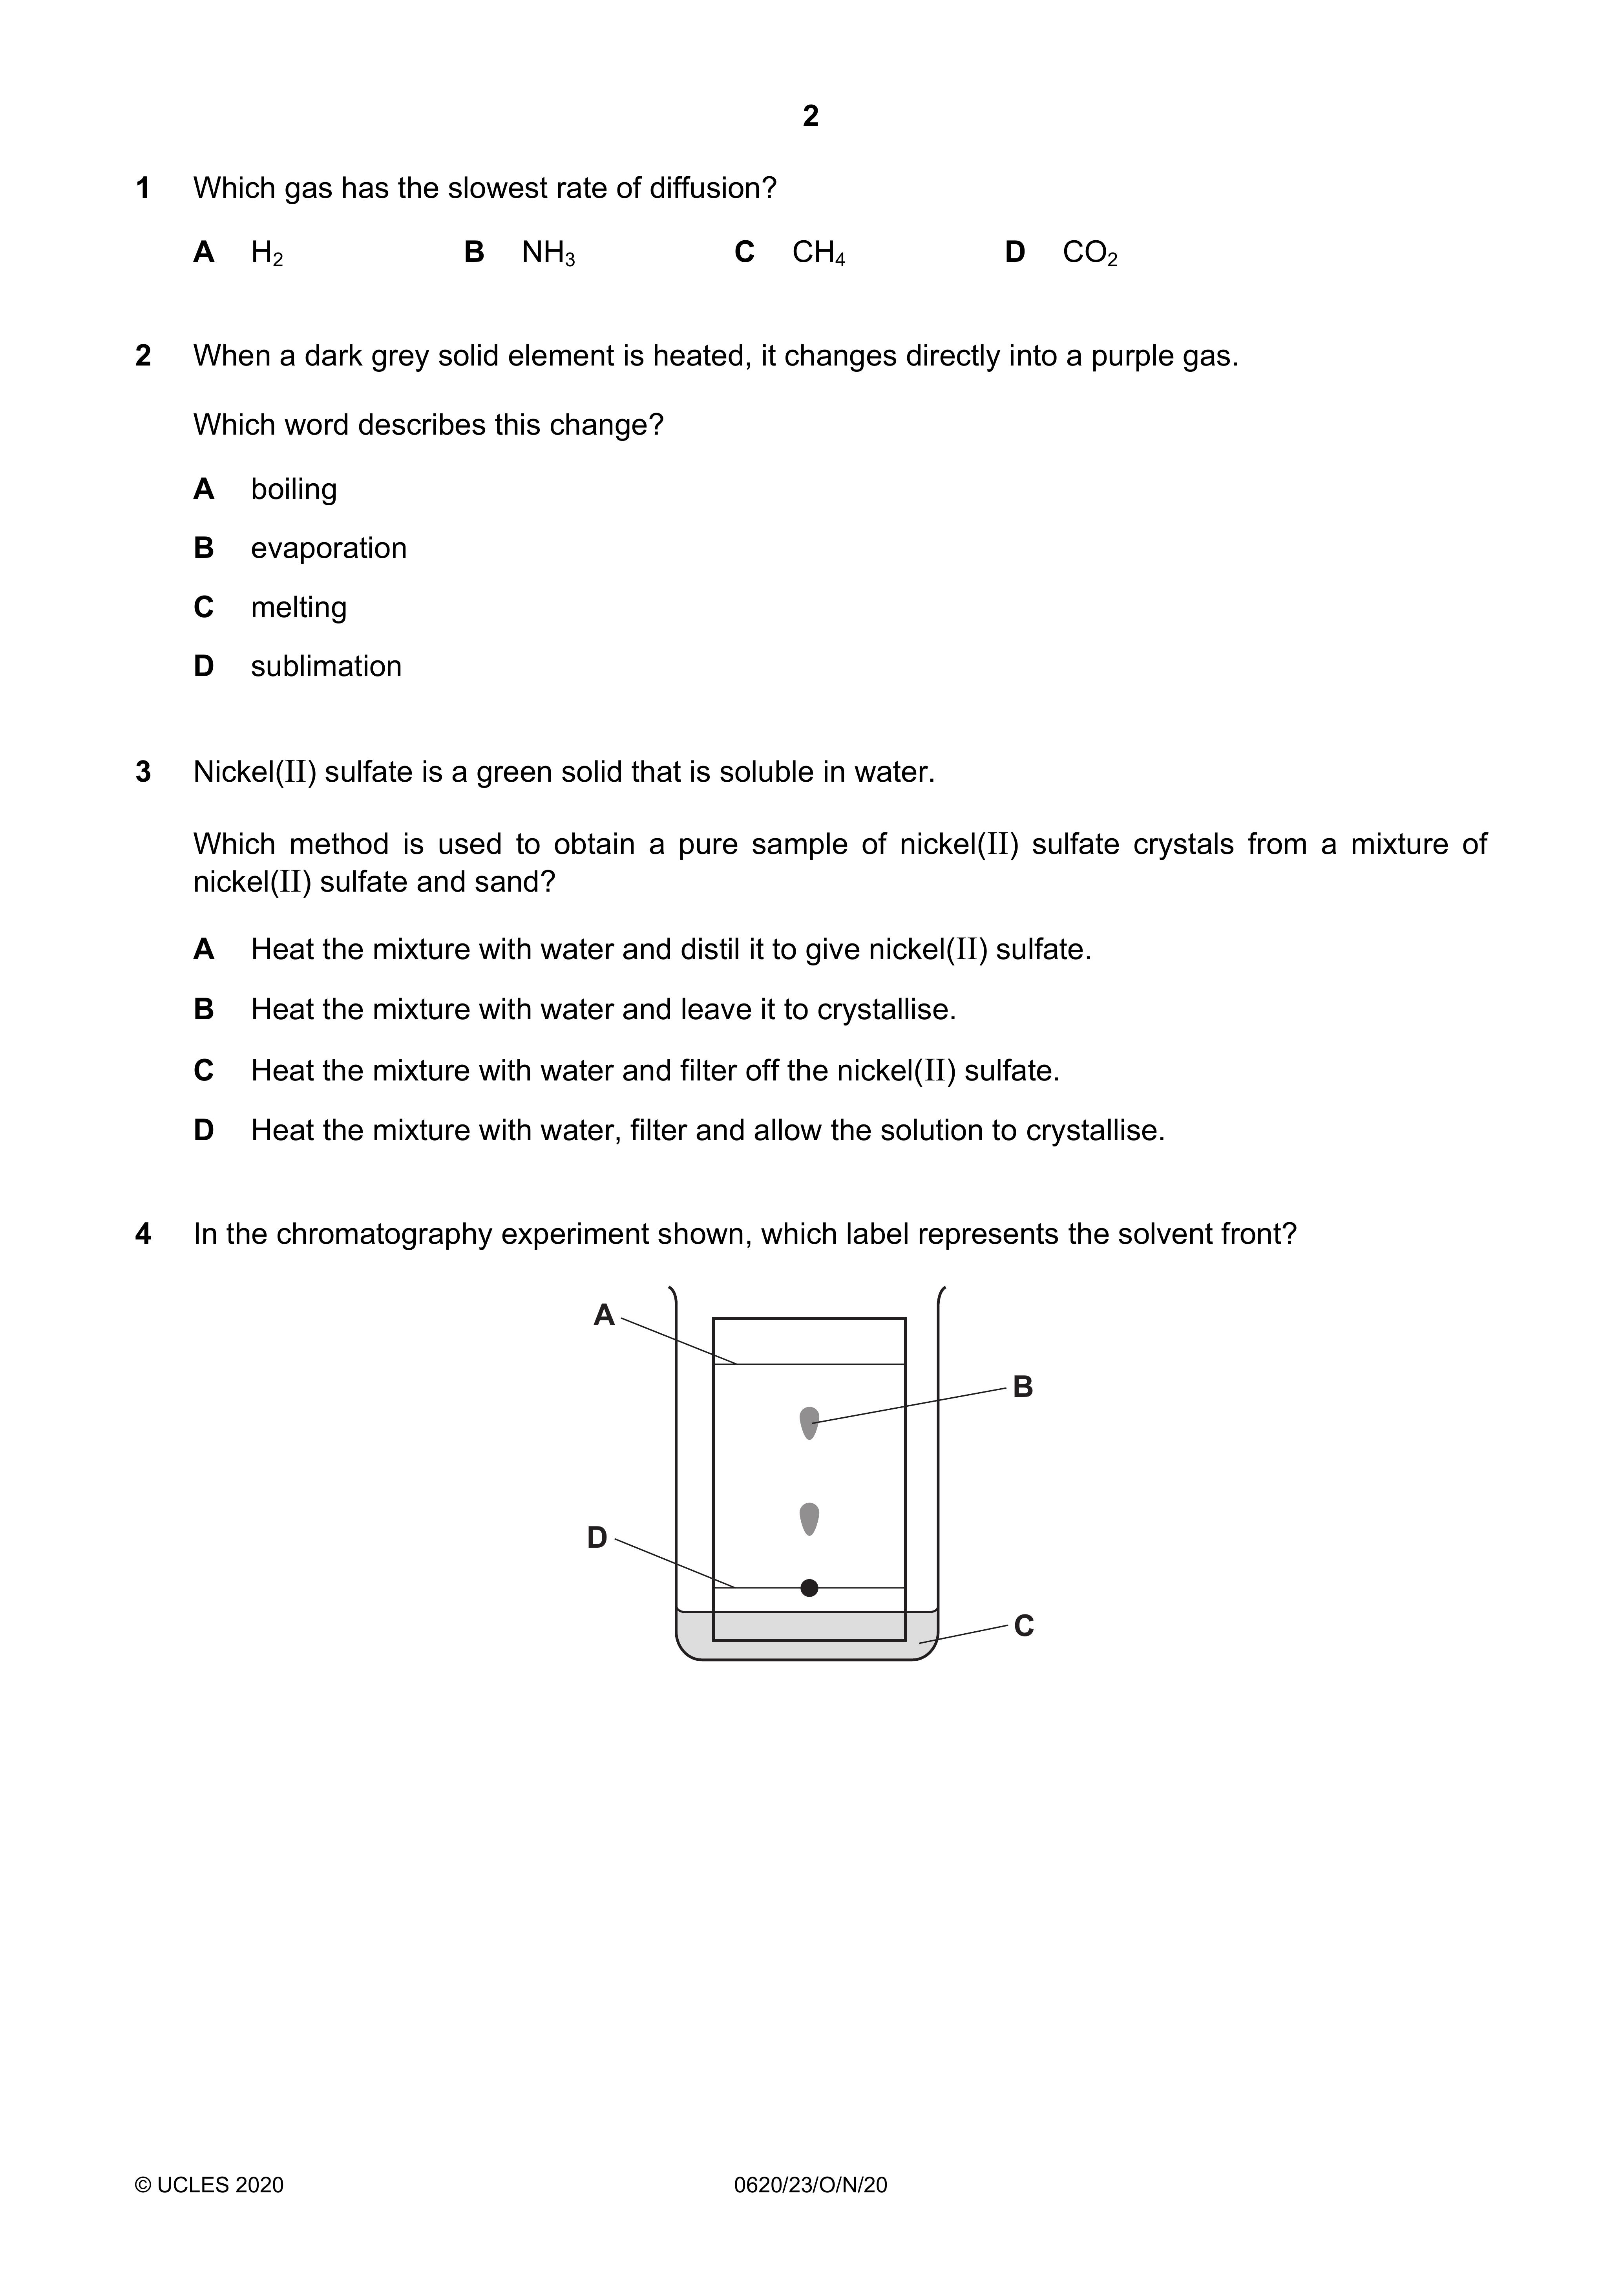 2
1 Which gas has the slowest rate of diffusion?
A H₂ B NH₃ C CH₄ D CO₂
2 When a dark grey solid element is heated, it changes directly into a purple gas.
Which word describes this change?
A boiling
B evaporation
C melting
D sublimation
3 Nickel(II) sulfate is a green solid that is soluble in water.
Which method is used to obtain a pure sample of nickel(II) sulfate crystals from a mixture of
nickel(II) sulfate and sand?
A Heat the mixture with water and distil it to give nickel(II) sulfate.
B Heat the mixture with water and leave it to crystallise.
C Heat the mixture with water and filter off the nickel(II) sulfate.
D Heat the mixture with water, filter and allow the solution to crystallise.
4 In the chromatography experiment shown, which label represents the solvent front?
A
B
D
C
© UCLES 2020 0620/23/O/N/20